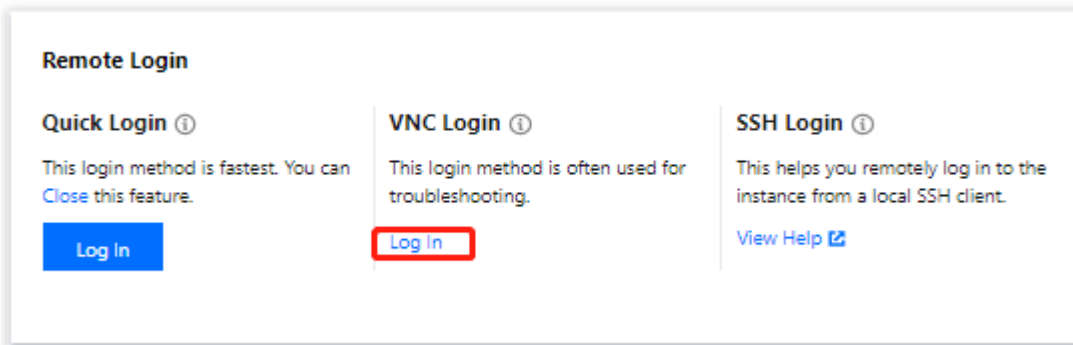 Remote Login
Quick Login
This login method is fastest. You can
Close this feature.
Log In
VNC Login
This login method is often used for
troubleshooting.
Log In
SSH Login
This helps you remotely log in to the
instance from a local SSH client.
View Help